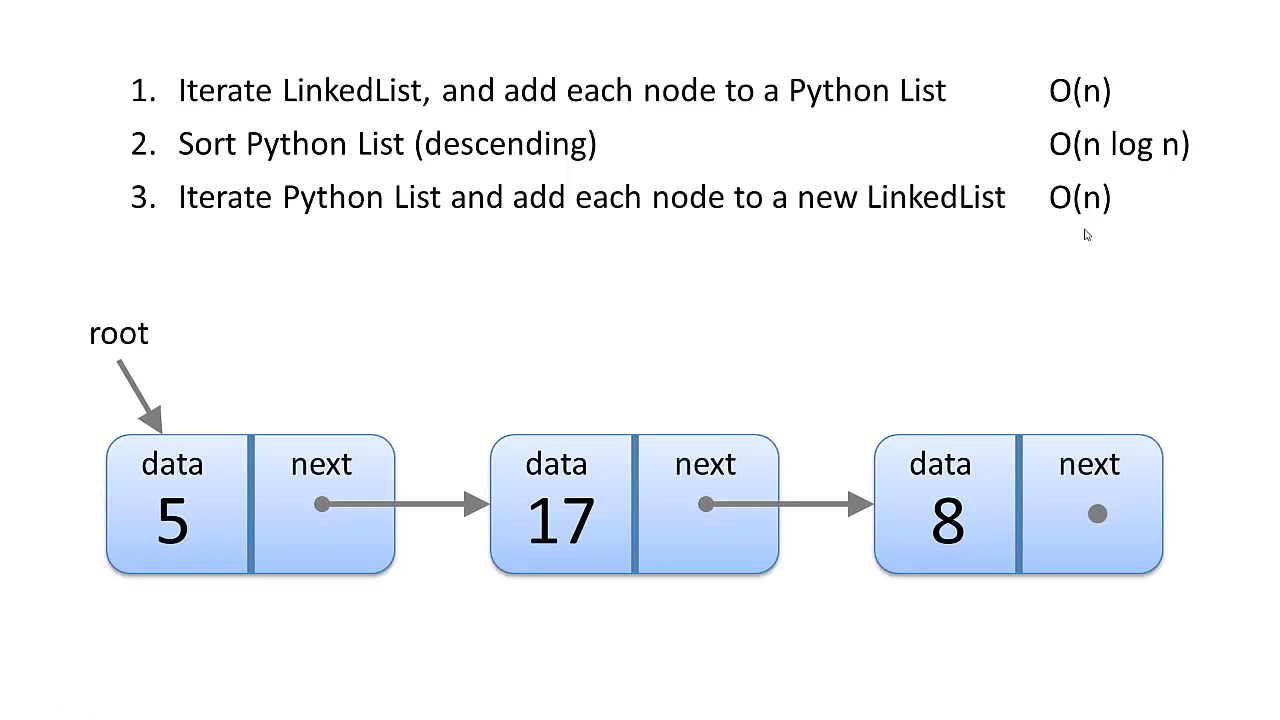 1. Iterate LinkedList, and add each node to a Python List O(n)
2. Sort Python List (descending) O(n log n)
3. Iterate Python List and add each node to a new LinkedList O(n)
root
data next data next data next
5 17 8